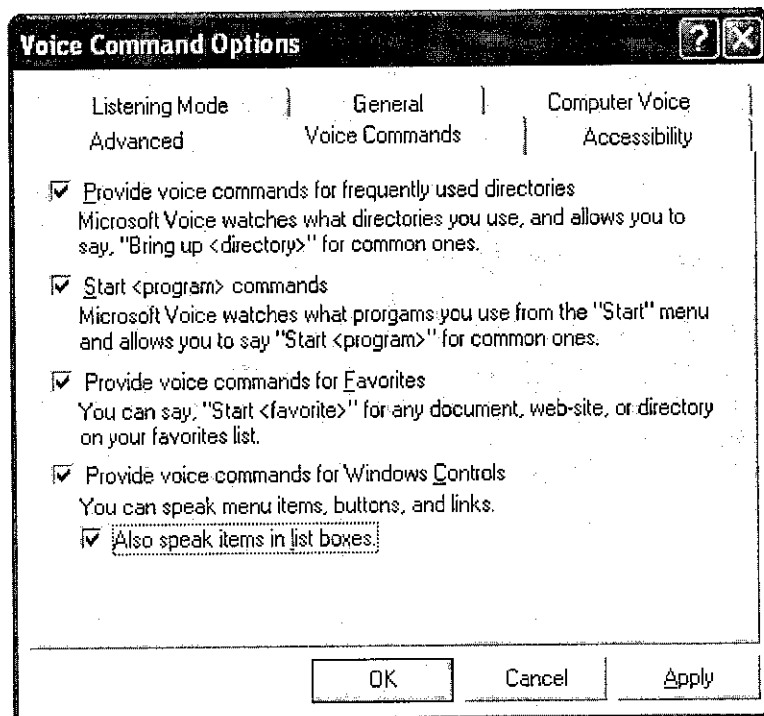 Voice Command Options
Listening Mode General Computer Voice
Advanced Voice Commands Accessibility
Provide voice commands for frequently used directories
Microsoft Voice watches what directories you use, and allows you to
say, "Bring up <directory>" for common ones.
Start <program> commands
Microsoft Voice watches what prorgams you use from the "Start" menu
and allows you to say "Start <program>" for common ones.
Provide voice commands for Favorites
You can say, "Start <favorite>" for any document, web-site, or directory
on your favorites list.
Provide voice commands for Windows Controls
You can speak menu items, buttons, and links.
Also speak items in list boxes.
OK Cancel Apply